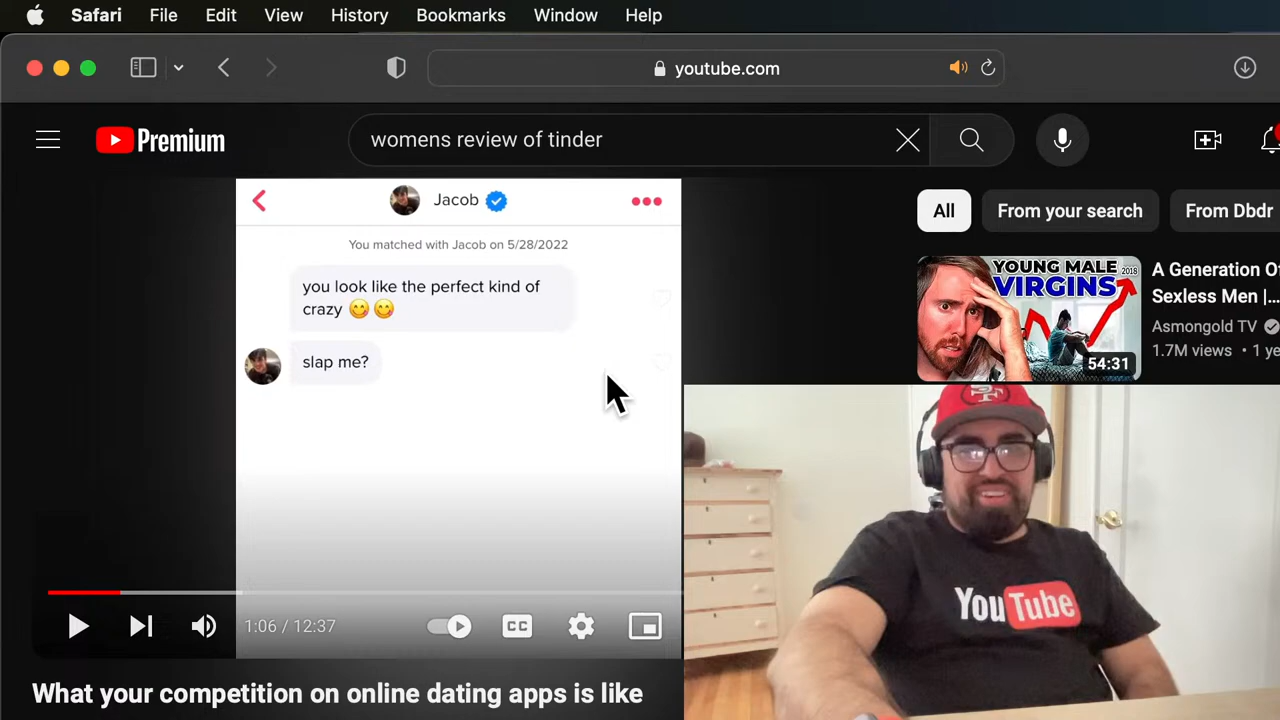 Safari File Edit View History Bookmarks Window Help
youtube.com
Premium
womens review of tinder
Jacob
You matched with Jacob on 5/28/2022
you look like the perfect kind of
crazy 😋 😋
slap me?
1:06 / 12:37
CC
What your competition on online dating apps is like
All From your search From Dbdr
YOUNG MALE 2018
VIRGINS
54:31
A Generation Of
Sexless Men |...
Asmongold TV
1.7M views • 1 ye
SF
YouTube